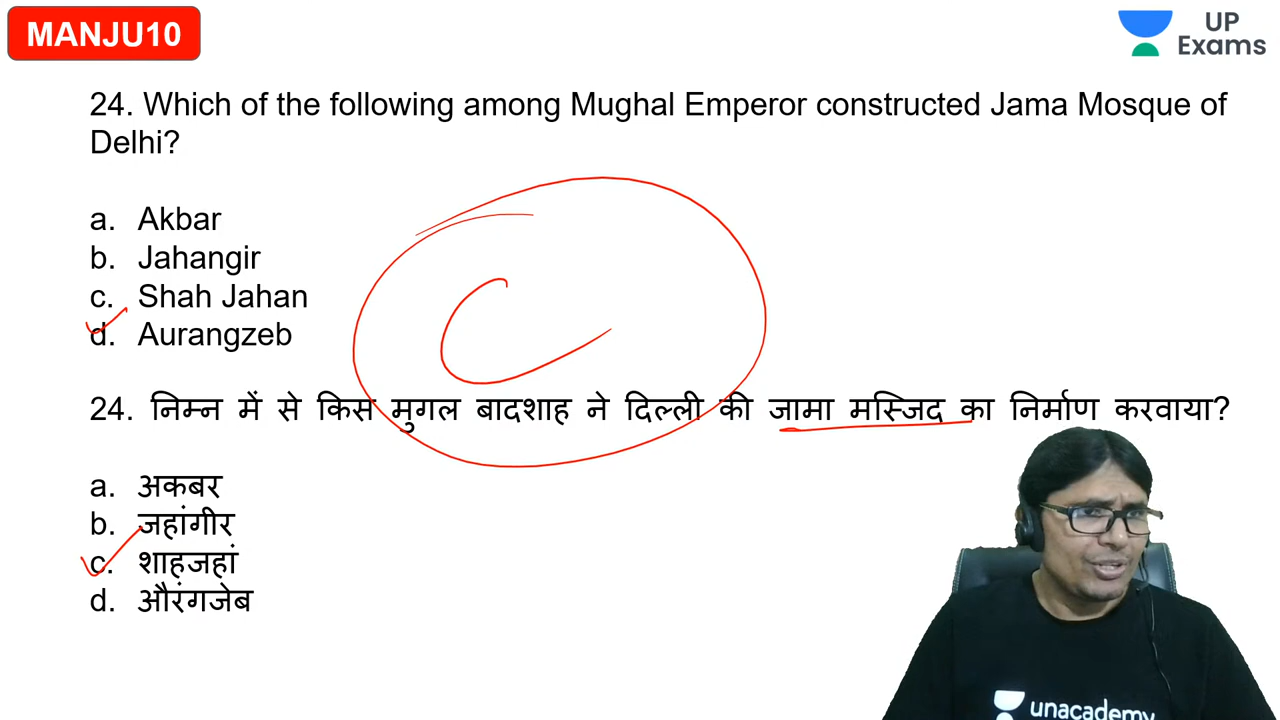 MANJU10
UP
Exams
24. Which of the following among Mughal Emperor constructed Jama Mosque of
Delhi?
a. Akbar
b. Jahangir
c. Shah Jahan
d. Aurangzeb
C
24. निम्न में से किस मुगल बादशाह ने दिल्ली की जामा मस्जिद का निर्माण करवाया?
a. अकबर
b. जहांगीर
c. शाहजहां
d. औरंगजेब
unacademy